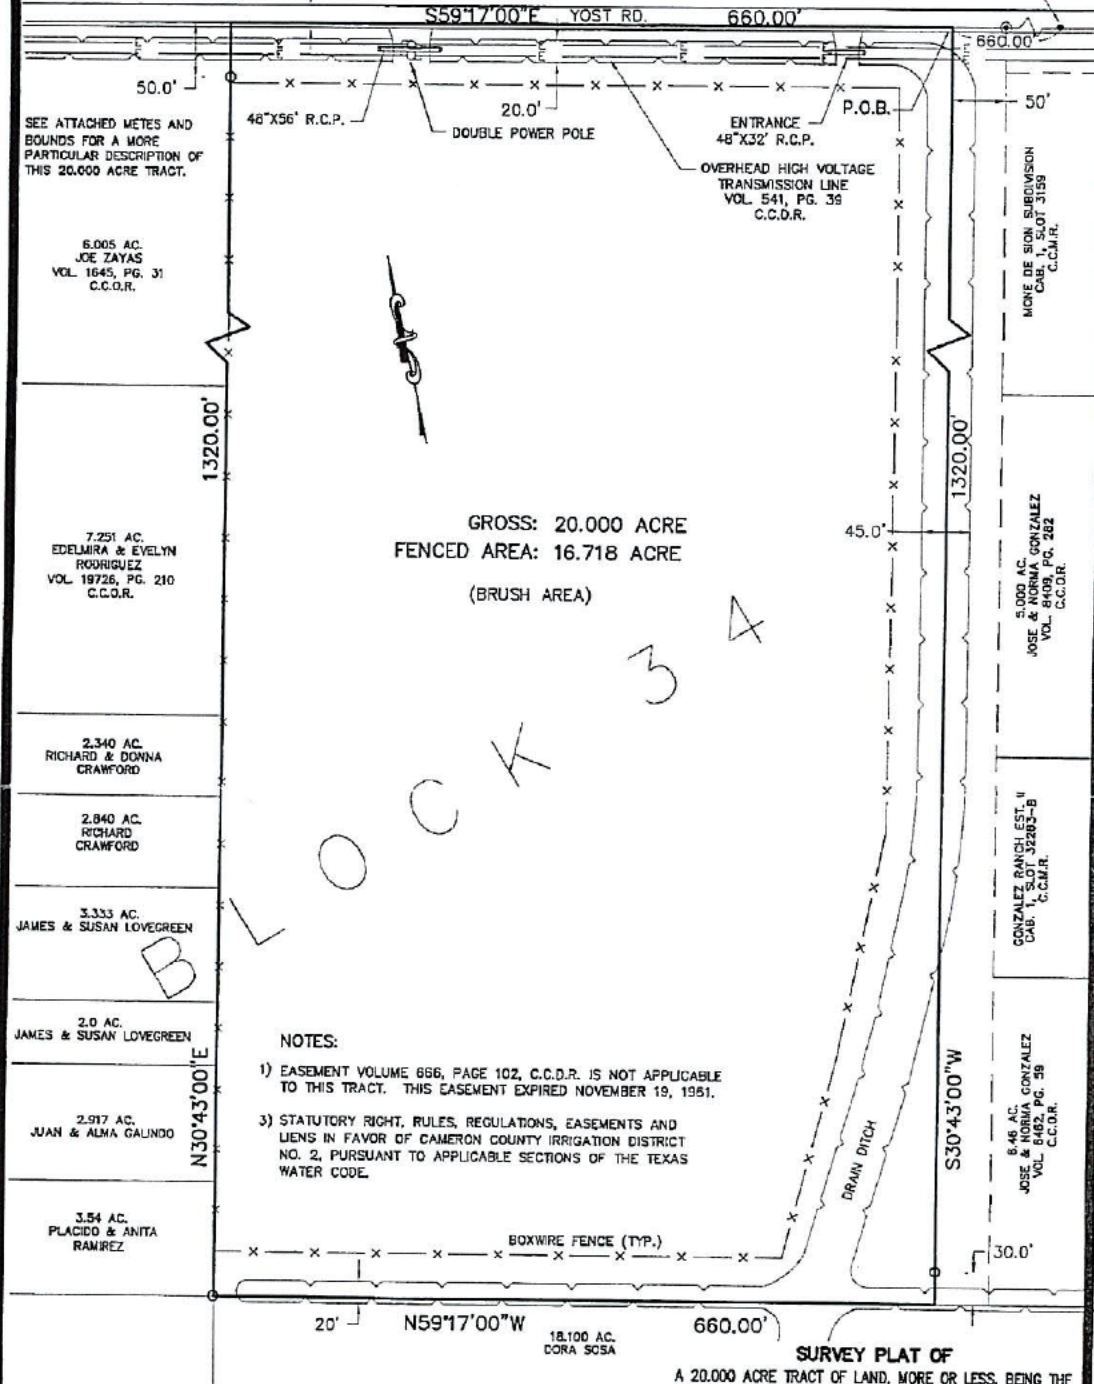 S59°17'00"E YOST RD. 660.00'
660.00'
50.0'
48"X56' R.C.P.
20.0'
DOUBLE POWER POLE
ENTRANCE
48"X32' R.C.P.
P.O.B.
50'
SEE ATTACHED METES AND
BOUNDS FOR A MORE
PARTICULAR DESCRIPTION OF
THIS 20.000 ACRE TRACT.
OVERHEAD HIGH VOLTAGE
TRANSMISSION LINE
VOL. 541, PG. 39
C.C.D.R.
MONE DE SION SUBDIVISION
CAB. 1, SLOT 3159
C.C.M.R.
6.005 AC.
JOE ZAYAS
VOL. 1645, PG. 31
C.C.O.R.
1320.00'
1320.00'
GROSS: 20.000 ACRE
FENCED AREA: 16.718 ACRE
(BRUSH AREA)
45.0'
7.251 AC.
EDELMIRA & EVELYN
RODRIGUEZ
VOL. 19726, PG. 210
C.C.O.R.
5.000 AC.
JOSE & NORMA GONZALEZ
VOL. 8409, PG. 282
C.C.O.R.
BLOCK 34
2.340 AC.
RICHARD & DONNA
CRAWFORD
2.840 AC.
RICHARD
CRAWFORD
GONZALEZ RANCH EST. II
CAB. 1, SLOT 32283-B
C.C.M.R.
3.333 AC.
JAMES & SUSAN LOVEGREEN
2.0 AC.
JAMES & SUSAN LOVEGREEN
NOTES:
1) EASEMENT VOLUME 666, PAGE 102, C.C.D.R. IS NOT APPLICABLE
TO THIS TRACT. THIS EASEMENT EXPIRED NOVEMBER 19, 1951.
3) STATUTORY RIGHT, RULES, REGULATIONS, EASEMENTS AND
LIENS IN FAVOR OF CAMERON COUNTY IRRIGATION DISTRICT
NO. 2, PURSUANT TO APPLICABLE SECTIONS OF THE TEXAS
WATER CODE.
N30°43'00"E
S30°43'00"W
2.917 AC.
JUAN & ALMA GALINDO
DRAIN DITCH
6.46 AC.
JOSE & NORMA GONZALEZ
VOL. 6462, PG. 59
C.C.O.R.
3.54 AC.
PLACIDO & ANITA
RAMIREZ
BOXWIRE FENCE (TYP.)
30.0'
20' N59°17'00"W 660.00'
18.100 AC.
DORA SOSA
SURVEY PLAT OF
A 20.000 ACRE TRACT OF LAND, MORE OR LESS, BEING THE